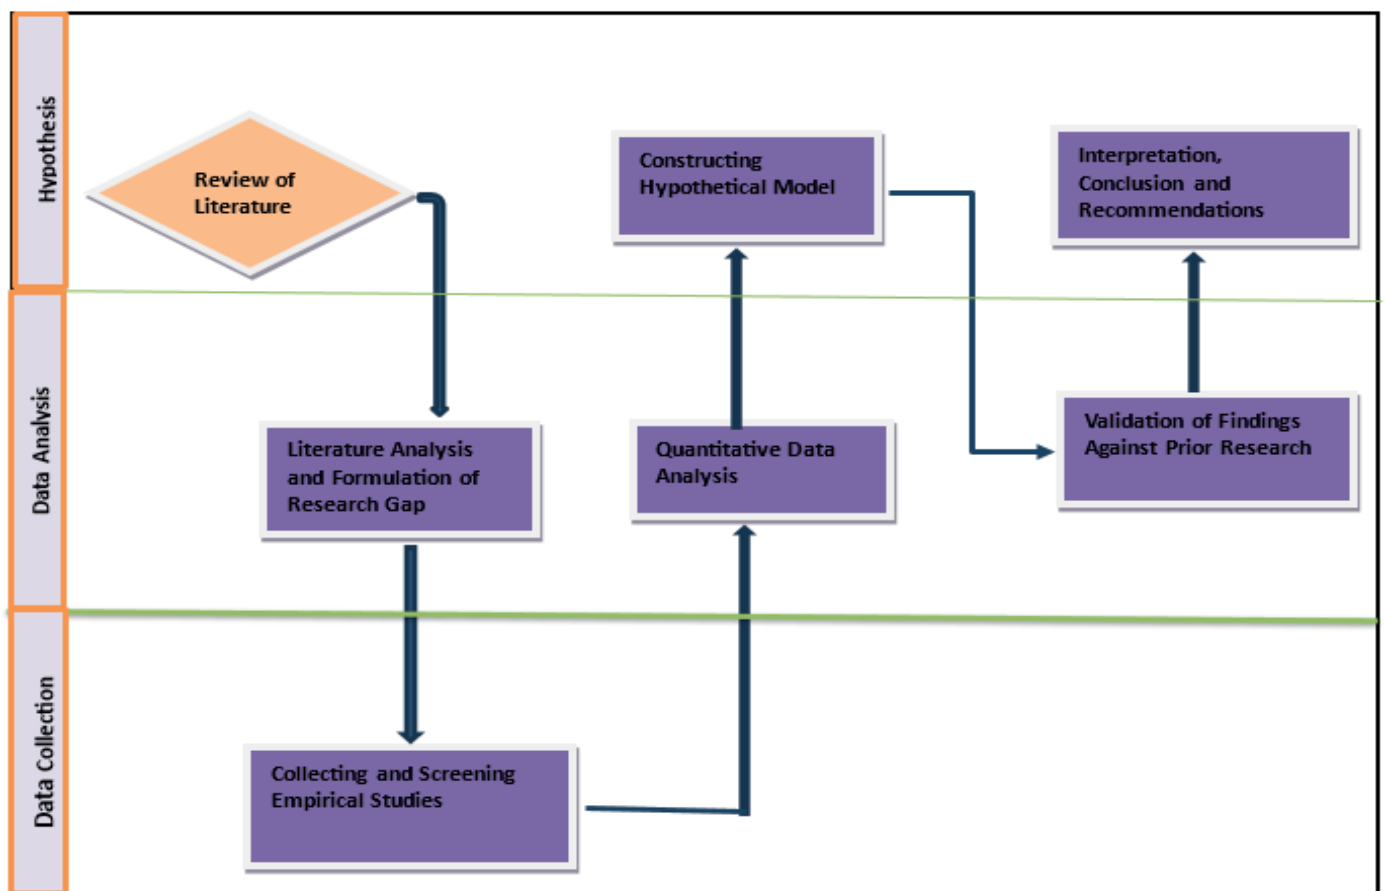 Hypothesis
Review of
Literature
Constructing
Hypothetical Model
Interpretation,
Conclusion and
Recommendations
Data Analysis
Literature Analysis
and Formulation of
Research Gap
Quantitative Data
Analysis
Validation of Findings
Against Prior Research
Data Collection
Collecting and Screening
Empirical Studies